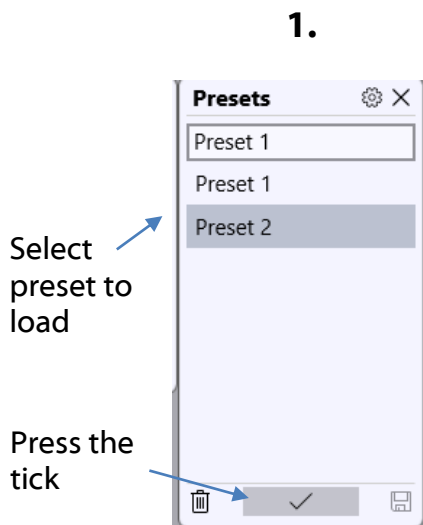 1.
Presets
Preset 1
Preset 1
Preset 2
Select
preset to
load
Press the
tick